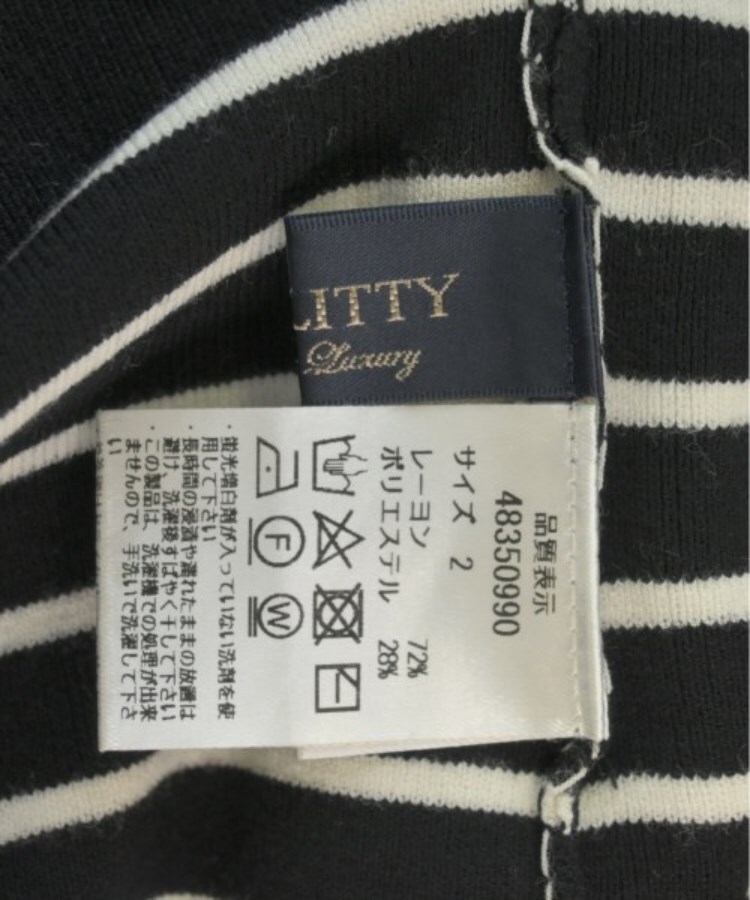 LITTY
Luxury
品質表示
48350990
サイズ 2
レーヨン 72%
ポリエステル 28%
F W
・蛍光増白剤が入っていない洗剤を使
用して下さい
・長時間の浸漬や濡れたままの放置は
避け、洗濯後すばやく干して下さい
・この製品は、洗濯機での処理が出来
ませんので、手洗いで洗濯して下さ
い